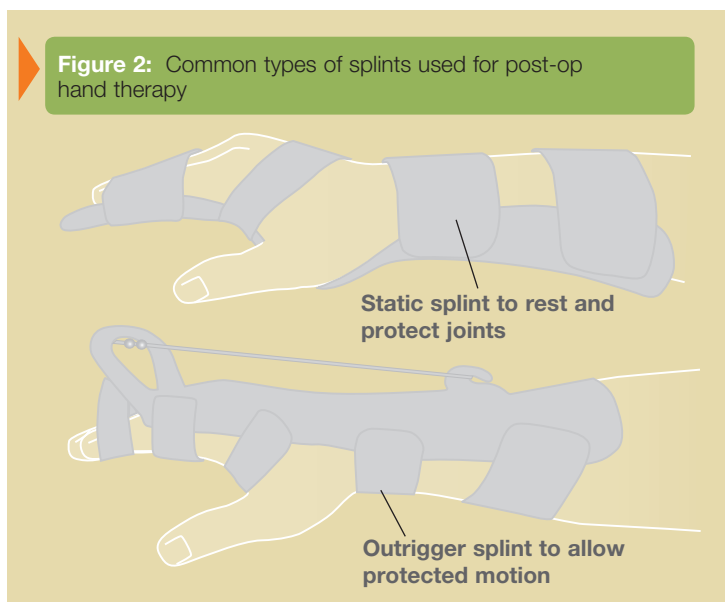 Figure 2: Common types of splints used for post-op
hand therapy
Static splint to rest and
protect joints
Outrigger splint to allow
protected motion